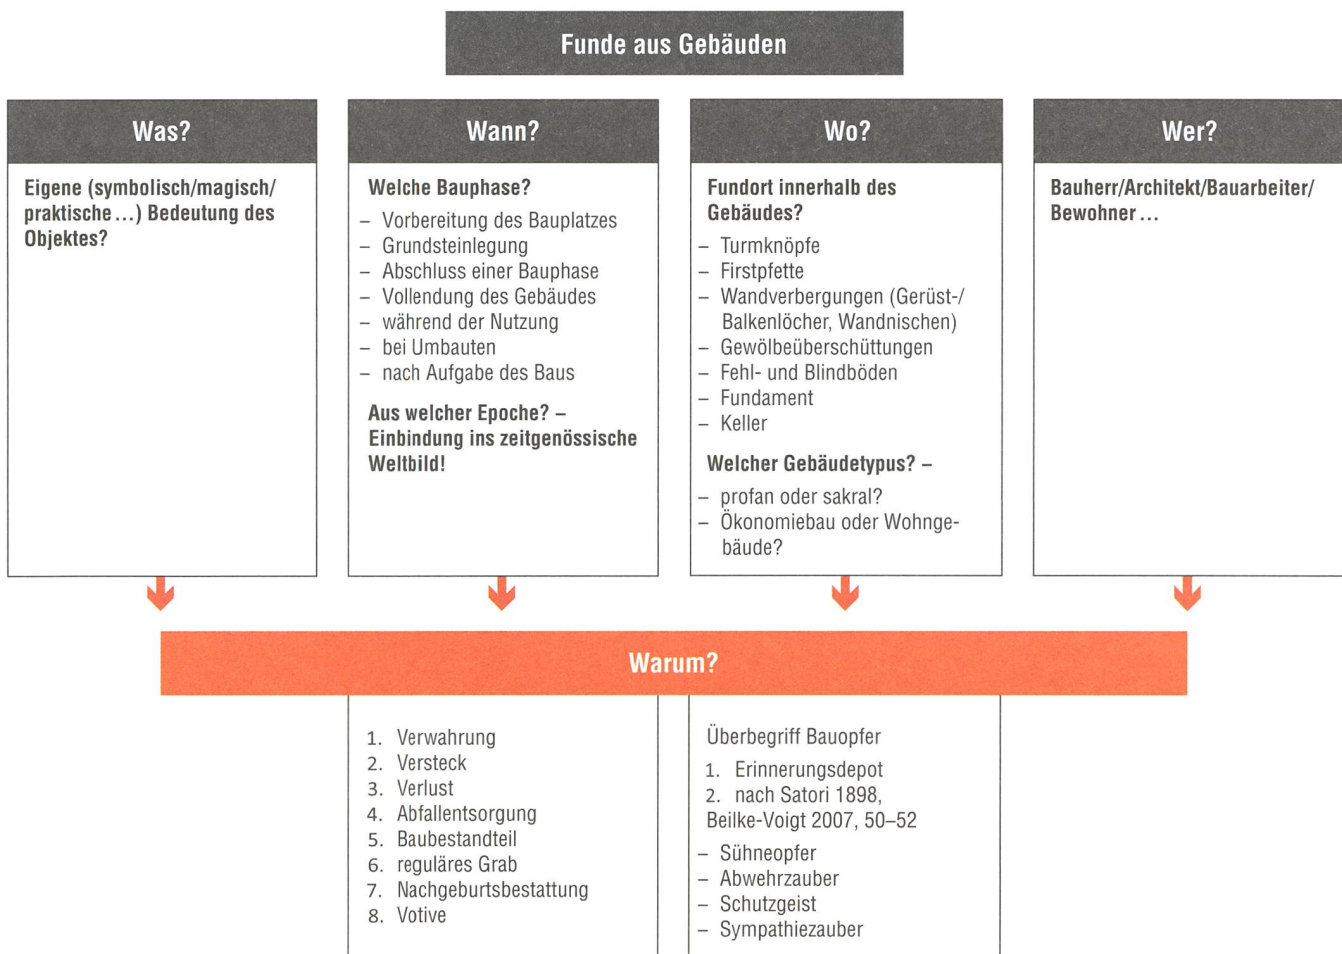 Funde aus Gebäuden
Was?
Eigene (symbolisch/magisch/
praktische…) Bedeutung des
Objektes?
Wann?
Welche Bauphase?
– Vorbereitung des Bauplatzes
– Grundsteinlegung
– Abschluss einer Bauphase
– Vollendung des Gebäudes
– während der Nutzung
– bei Umbauten
– nach Aufgabe des Baus
Aus welcher Epoche? –
Einbindung ins zeitgenössische
Weltbild!
Wo?
Fundort innerhalb des
Gebäudes?
– Turmknöpfe
– Firstpfette
– Wandverbergungen (Gerüst-/
Balkenlöcher, Wandnischen)
– Gewölbeüberschüttungen
– Fehl- und Blindböden
– Fundament
– Keller
Welcher Gebäudetypus? –
– profan oder sakral?
– Ökonomiebau oder Wohnge-
bäude?
Wer?
Bauherr/Architekt/Bauarbeiter/
Bewohner…
Warum?
1. Verwahrung
2. Versteck
3. Verlust
4. Abfallentsorgung
5. Baubestandteil
6. reguläres Grab
7. Nachgeburtsbestattung
8. Votive
Überbegriff Bauopfer
1. Erinnerungsdepot
2. nach Satori 1898,
Beilke-Voigt 2007, 50–52
– Sühneopfer
– Abwehrzauber
– Schutzgeist
– Sympathiezauber